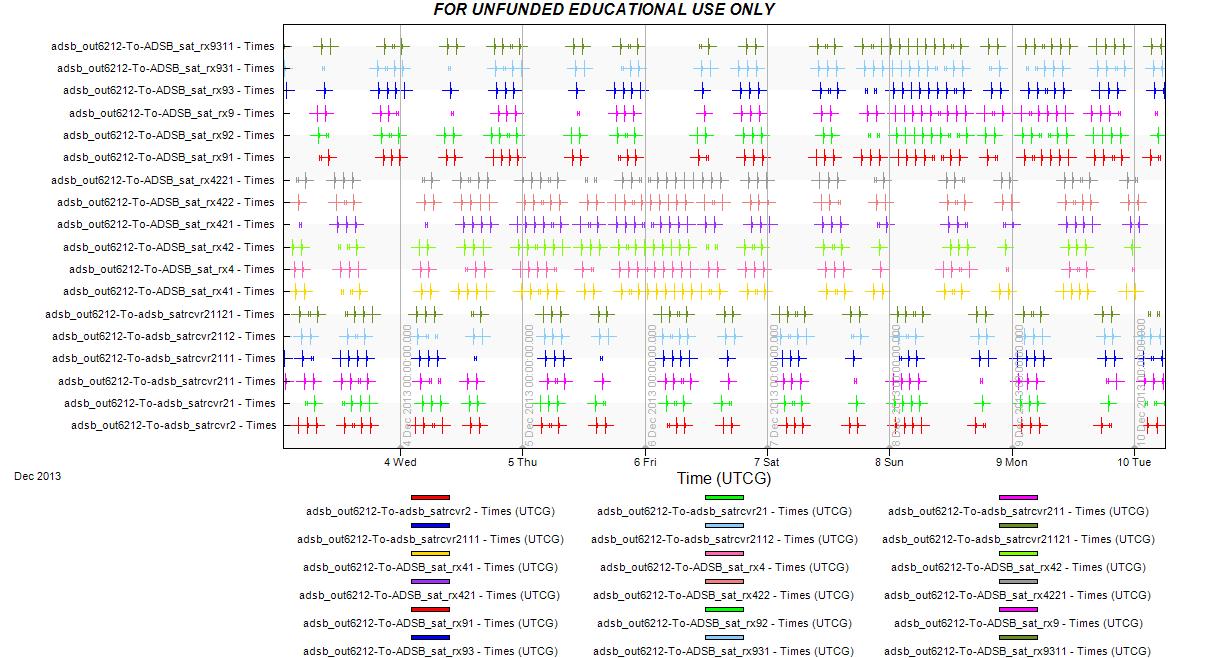 FOR UNFUNDED EDUCATIONAL USE ONLY
adsb_out6212-To-ADSB_sat_rx9311 - Times
adsb_out6212-To-ADSB_sat_rx931 - Times
adsb_out6212-To-ADSB_sat_rx93 - Times
adsb_out6212-To-ADSB_sat_rx9 - Times
adsb_out6212-To-ADSB_sat_rx92 - Times
adsb_out6212-To-ADSB_sat_rx91 - Times
adsb_out6212-To-ADSB_sat_rx4221 - Times
adsb_out6212-To-ADSB_sat_rx422 - Times
adsb_out6212-To-ADSB_sat_rx421 - Times
adsb_out6212-To-ADSB_sat_rx42 - Times
adsb_out6212-To-ADSB_sat_rx4 - Times
adsb_out6212-To-ADSB_sat_rx41 - Times
adsb_out6212-To-adsb_satrcvr21121 - Times
adsb_out6212-To-adsb_satrcvr2112 - Times
adsb_out6212-To-adsb_satrcvr2111 - Times
adsb_out6212-To-adsb_satrcvr211 - Times
adsb_out6212-To-adsb_satrcvr21 - Times
adsb_out6212-To-adsb_satrcvr2 - Times
4 Dec 2013 00:00:00.000
5 Dec 2013 00:00:00.000
6 Dec 2013 00:00:00.000
7 Dec 2013 00:00:00.000
8 Dec 2013 00:00:00.000
9 Dec 2013 00:00:00.000
10 Dec 2013 00:00:00.000
4 Wed 5 Thu 6 Fri 7 Sat 8 Sun 9 Mon 10 Tue
Dec 2013
Time (UTCG)
adsb_out6212-To-adsb_satrcvr2 - Times (UTCG) adsb_out6212-To-adsb_satrcvr21 - Times (UTCG) adsb_out6212-To-adsb_satrcvr211 - Times (UTCG)
adsb_out6212-To-adsb_satrcvr2111 - Times (UTCG) adsb_out6212-To-adsb_satrcvr2112 - Times (UTCG) adsb_out6212-To-adsb_satrcvr21121 - Times (UTCG)
adsb_out6212-To-ADSB_sat_rx41 - Times (UTCG) adsb_out6212-To-ADSB_sat_rx4 - Times (UTCG) adsb_out6212-To-ADSB_sat_rx42 - Times (UTCG)
adsb_out6212-To-ADSB_sat_rx421 - Times (UTCG) adsb_out6212-To-ADSB_sat_rx422 - Times (UTCG) adsb_out6212-To-ADSB_sat_rx4221 - Times (UTCG)
adsb_out6212-To-ADSB_sat_rx91 - Times (UTCG) adsb_out6212-To-ADSB_sat_rx92 - Times (UTCG) adsb_out6212-To-ADSB_sat_rx9 - Times (UTCG)
adsb_out6212-To-ADSB_sat_rx93 - Times (UTCG) adsb_out6212-To-ADSB_sat_rx931 - Times (UTCG) adsb_out6212-To-ADSB_sat_rx9311 - Times (UTCG)